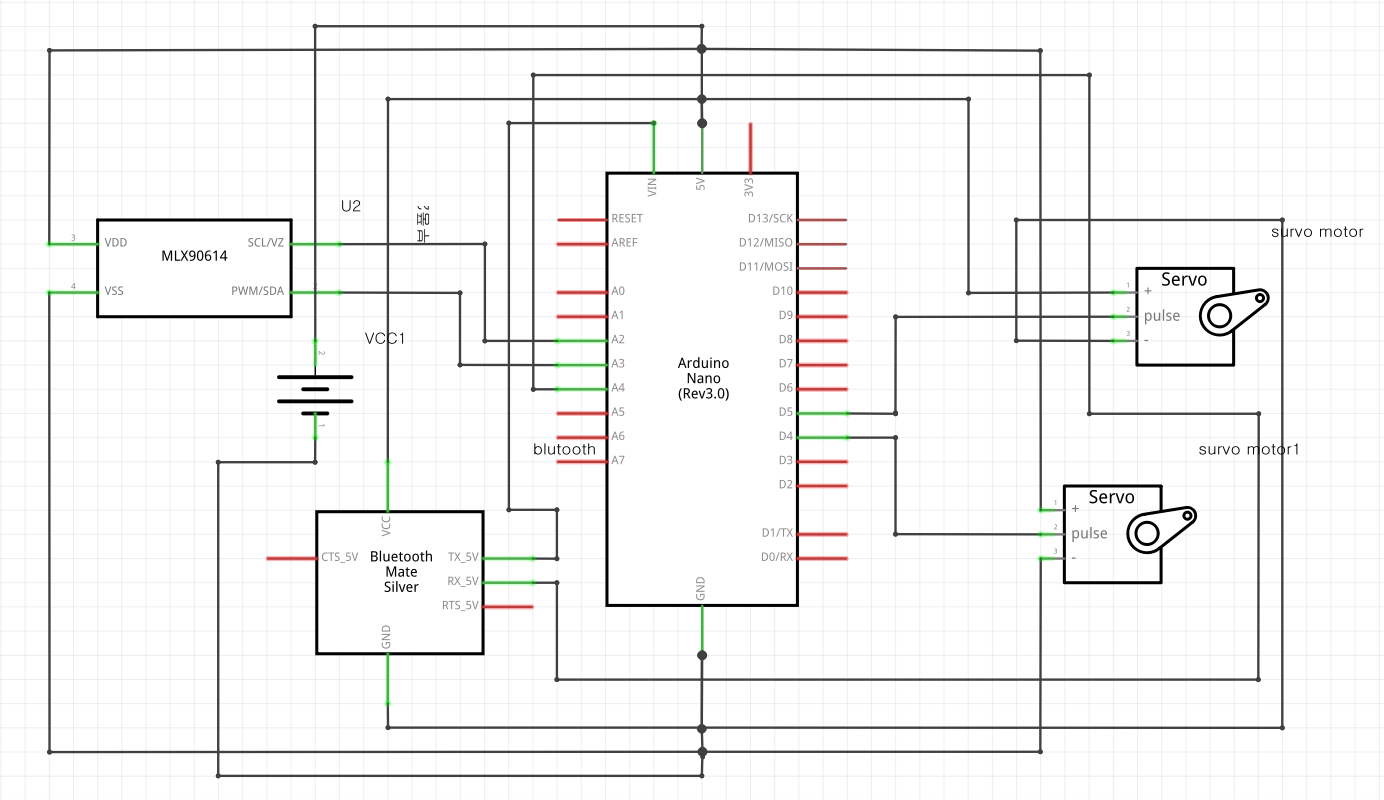 VIN
5V
3V3
U2
3
VDD
SCL/VZ
MLX90614
4
VSS
PWM/SDA
VCC1
2
1
RESET
AREF
A0
A1
A2
A3
A4
A5
A6
A7
D13/SCK
D12/MISO
D11/MOSI
D10
D9
D8
D7
D6
D5
D4
D3
D2
D1/TX
D0/RX
Arduino
Nano
(Rev3.0)
GND
blutooth
VCC
CTS_5V
Bluetooth
Mate
Silver
TX_5V
RX_5V
RTS_5V
GND
survo motor
Servo
1
+
2
pulse
3
-
survo motor1
Servo
1
+
2
pulse
3
-